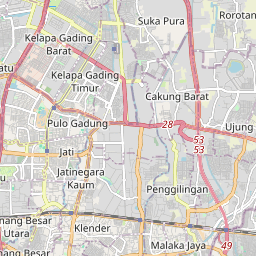 Suka Pura
Rorotan
Kelapa Gading
Barat
Kelapa Gading
Timur
Cakung Barat
Pulo Gadung
28
Ujung
53
53
Jati
Jatinegara
Kaum
Penggilingan
Klender
Utara
Malaka Jaya
49